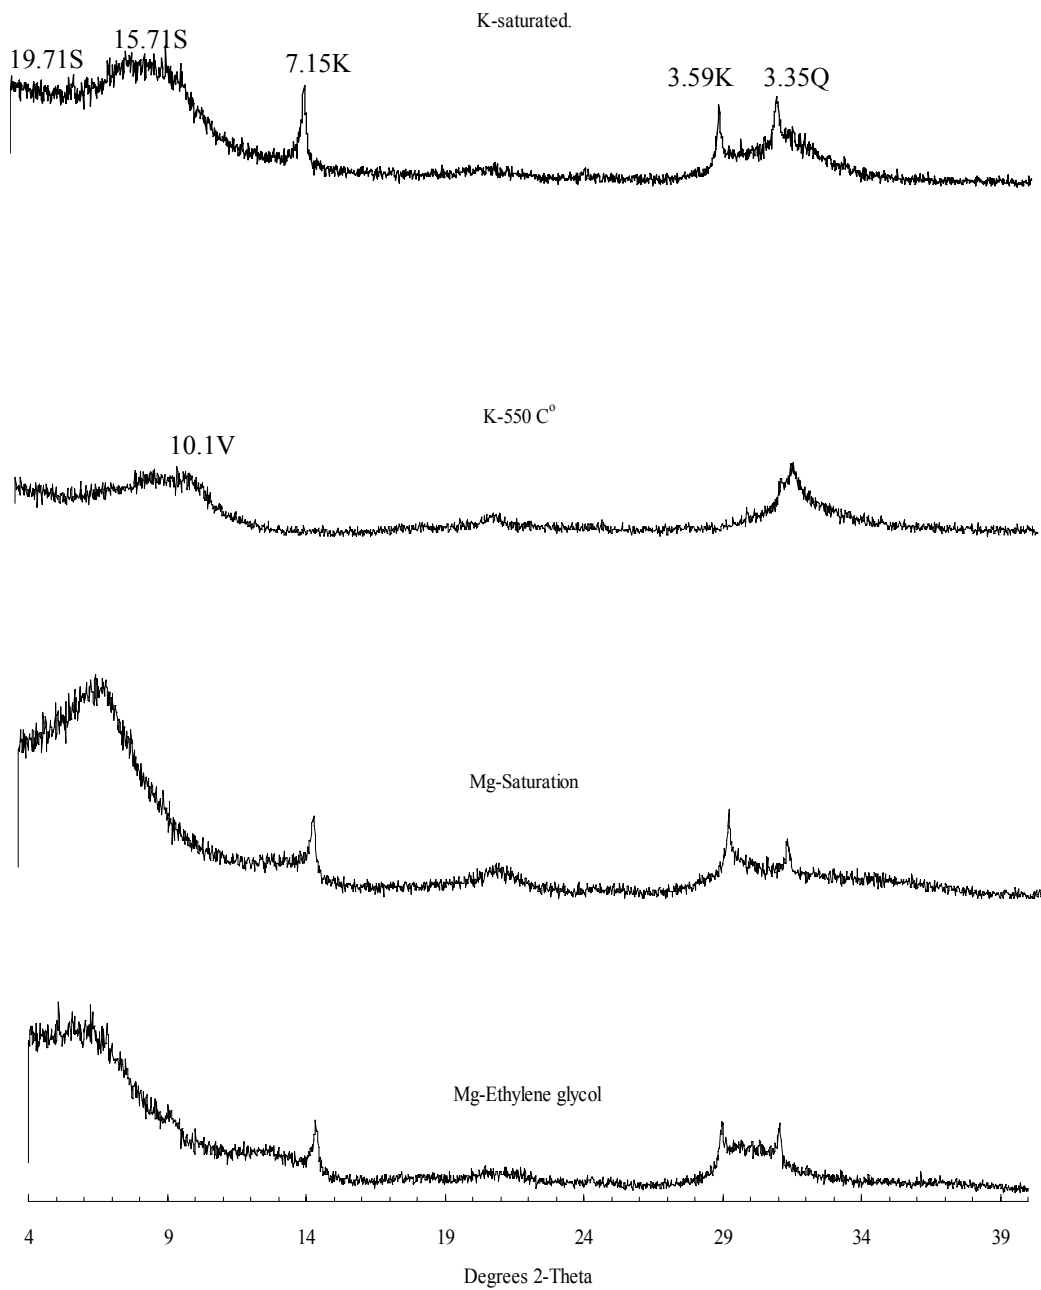 K-saturated.
19.71S
15.71S
7.15K
3.59K
3.35Q
K-550 C°
10.1V
Mg-Saturation
Mg-Ethylene glycol
4 9 14 19 24 29 34 39
Degrees 2-Theta